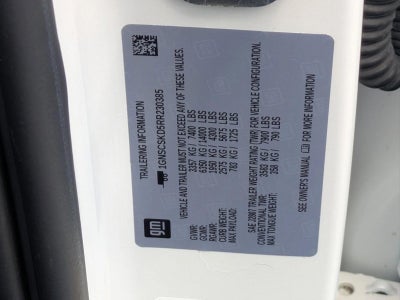 TRAILERING INFORMATION
1GNSCSKD5RR230385
VEHICLE AND TRAILER MUST NOT EXCEED ANY OF THESE VALUES.
GVWR: 3357 KG / 7400 LBS
GCWR: 6350 KG / 14000 LBS
RGAWR: 1950 KG / 4300 LBS
CURB WEIGHT: 2574 KG / 5675 LBS
MAX PAYLOAD: 783 KG / 1725 LBS
SAE J2807 TRAILER WEIGHT RATING (TWR) FOR VEHICLE CONFIGURATION.
CONVENTIONAL TWR: 3583 KG / 7900 LBS
MAX TONGUE WEIGHT: 358 KG / 790 LBS
SEE OWNER'S MANUAL FOR MORE INFORMATION.
gm